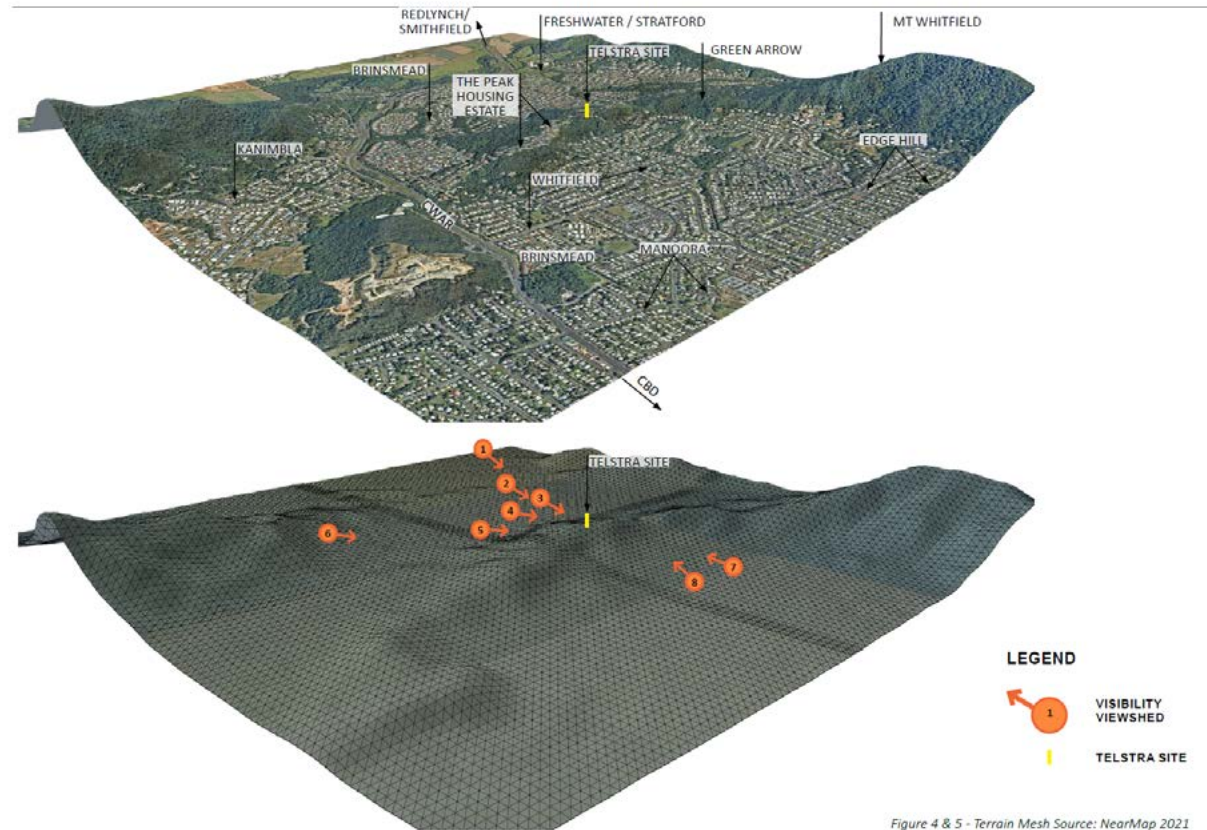 REDLYNCH/
SMITHFIELD
FRESHWATER / STRATFORD
MT WHITFIELD
TELSTRA SITE
GREEN ARROW
BRINSMEAD
THE PEAK
HOUSING
ESTATE
EDGE HILL
KANIMBLA
WHITFIELD
CWAR
BRINSMEAD
MANOORA
CBD
1
TELSTRA SITE
2
3
4
5
6
7
8
LEGEND
1
VISIBILITY
VIEWSHED
TELSTRA SITE
Figure 4 & 5 - Terrain Mesh Source: NearMap 2021